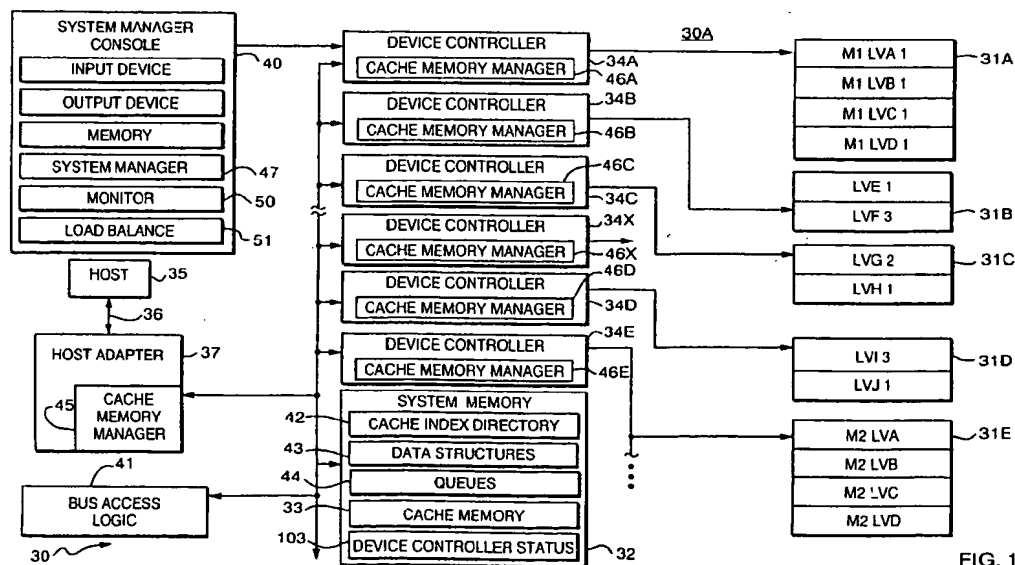 SYSTEM MANAGER
CONSOLE
40
INPUT DEVICE
OUTPUT DEVICE
MEMORY
SYSTEM MANAGER
47
MONITOR
50
LOAD BALANCE
51
HOST
35
36
HOST ADAPTER
37
45
CACHE
MEMORY
MANAGER
41
BUS ACCESS
LOGIC
30
DEVICE CONTROLLER
34A
CACHE MEMORY MANAGER
46A
DEVICE CONTROLLER
34B
CACHE MEMORY MANAGER
46B
DEVICE CONTROLLER
46C
CACHE MEMORY MANAGER
34C
DEVICE CONTROLLER
34X
CACHE MEMORY MANAGER
46X
DEVICE CONTROLLER
46D
CACHE MEMORY MANAGER
34D
DEVICE CONTROLLER
34E
CACHE MEMORY MANAGER
46E
SYSTEM MEMORY
42
CACHE INDEX DIRECTORY
43
DATA STRUCTURES
44
QUEUES
33
CACHE MEMORY
103
DEVICE CONTROLLER STATUS
32
30A
M1 LVA 1
31A
M1 LVB 1
M1 LVC 1
M1 LVD 1
LVE 1
LVF 3
31B
LVG 2
31C
LVH 1
LVI 3
31D
LVJ 1
M2 LVA
31E
M2 LVB
M2 LVC
M2 LVD
FIG. 1